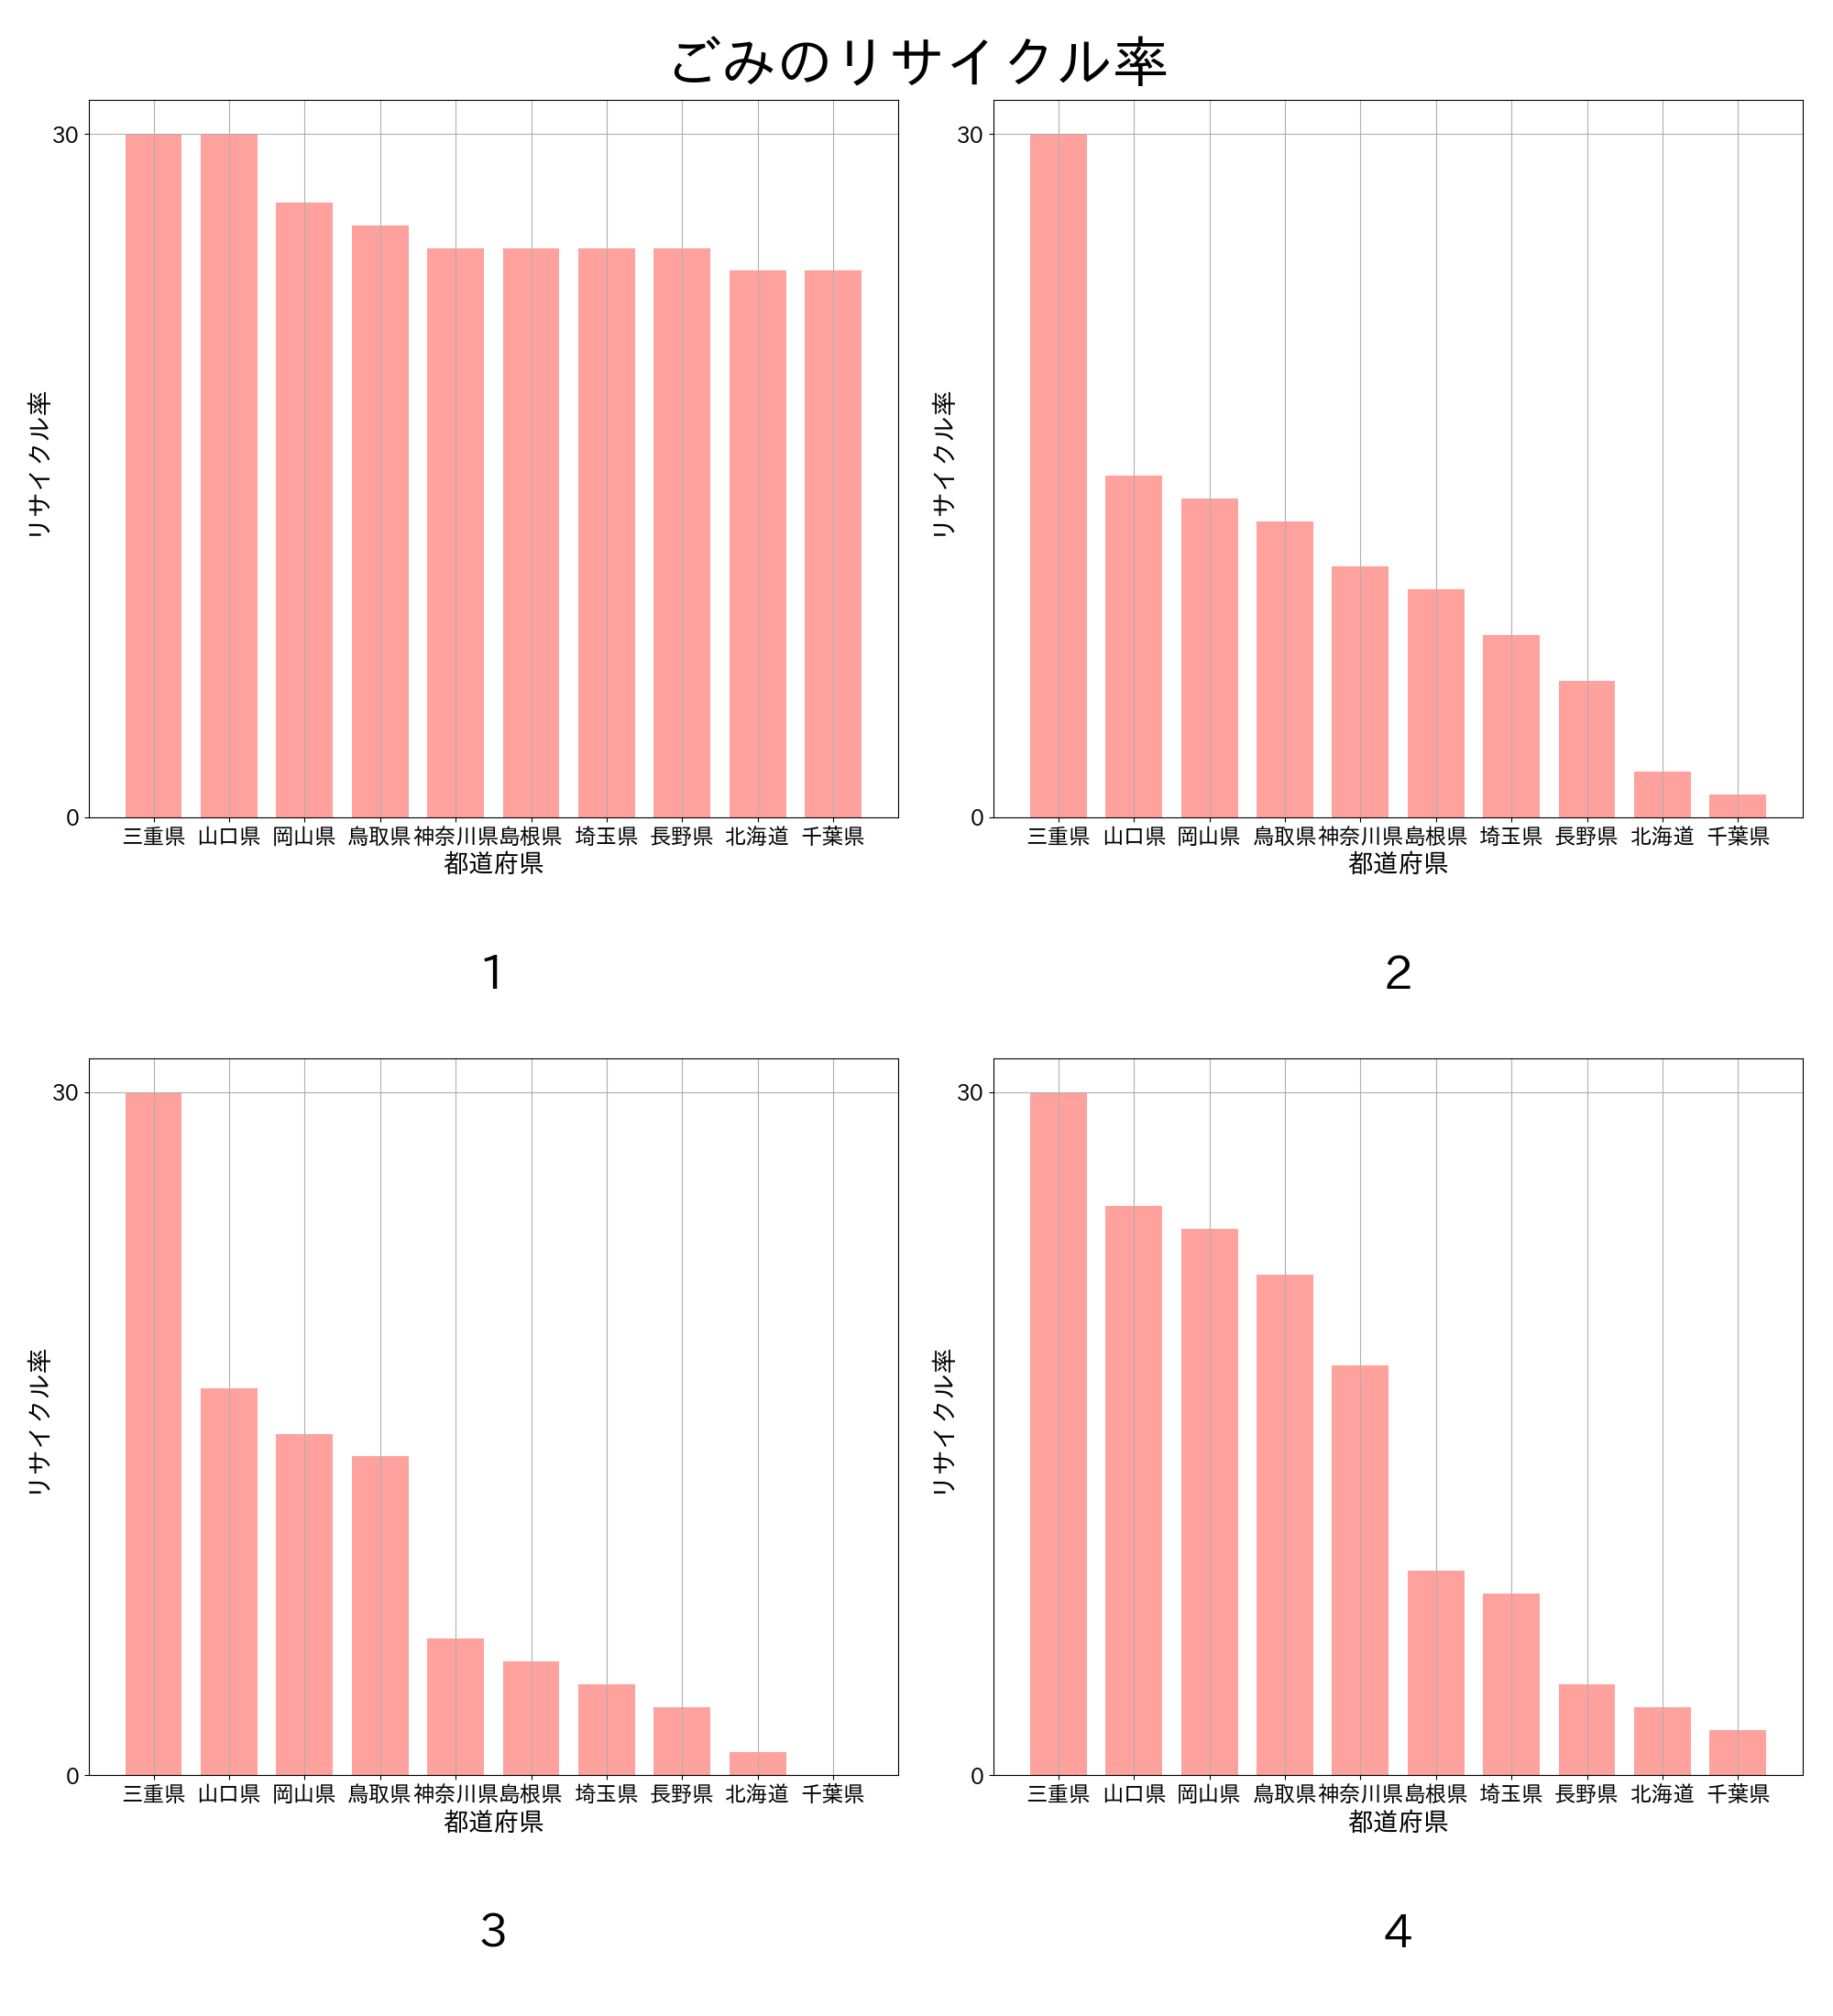 ごみのリサイクル率
30
0
リサイクル率
三重県 山口県 岡山県 鳥取県 神奈川県 島根県 埼玉県 長野県 北海道 千葉県
都道府県
1
30
0
リサイクル率
三重県 山口県 岡山県 鳥取県 神奈川県 島根県 埼玉県 長野県 北海道 千葉県
都道府県
2
30
0
リサイクル率
三重県 山口県 岡山県 鳥取県 神奈川県 島根県 埼玉県 長野県 北海道 千葉県
都道府県
3
30
0
リサイクル率
三重県 山口県 岡山県 鳥取県 神奈川県 島根県 埼玉県 長野県 北海道 千葉県
都道府県
4